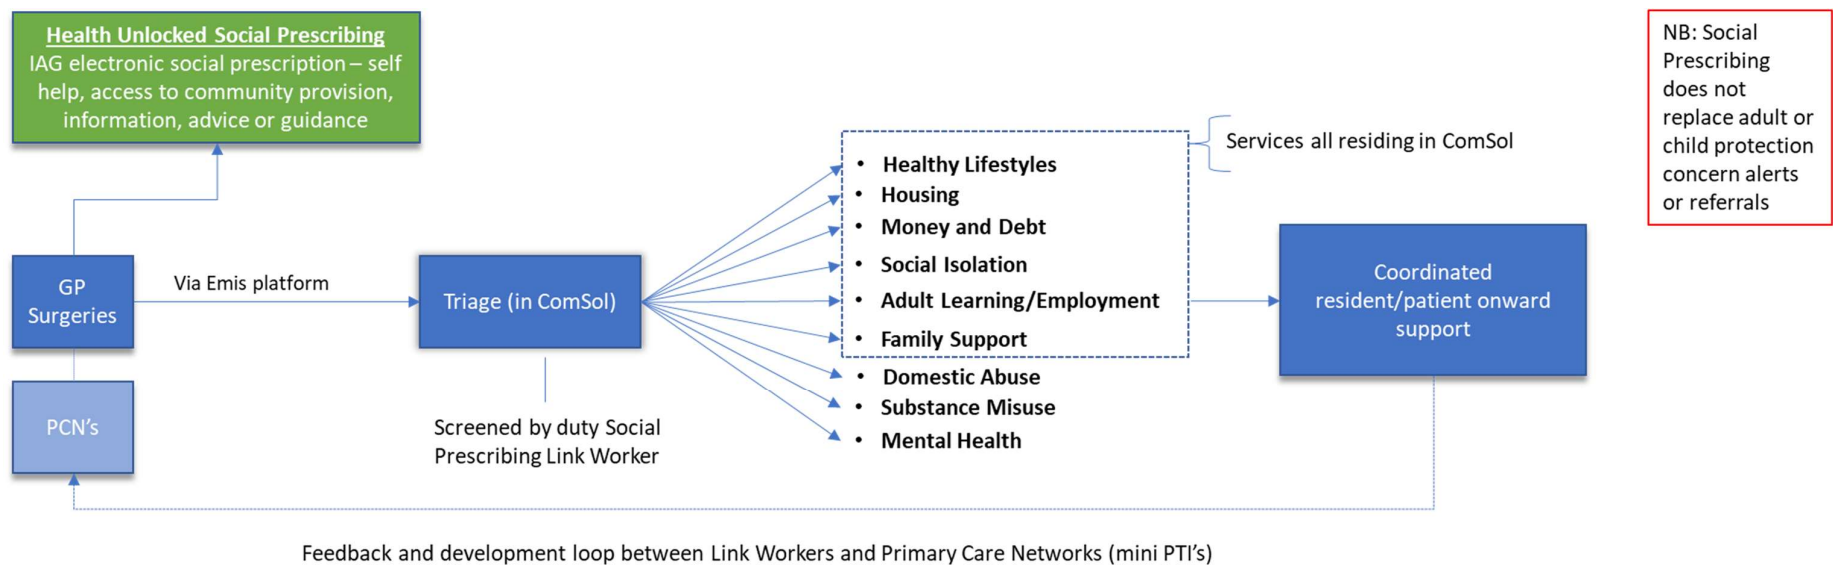 Health Unlocked Social Prescribing
IAG electronic social prescription – self
help, access to community provision,
information, advice or guidance
GP
Surgeries
PCN's
Via Emis platform
Triage (in ComSol)
Screened by duty Social
Prescribing Link Worker
• Healthy Lifestyles
• Housing
• Money and Debt
• Social Isolation
• Adult Learning/Employment
• Family Support
• Domestic Abuse
• Substance Misuse
• Mental Health
Services all residing in ComSol
Coordinated
resident/patient onward
support
NB: Social
Prescribing
does not
replace adult or
child protection
concern alerts
or referrals
Feedback and development loop between Link Workers and Primary Care Networks (mini PTI's)